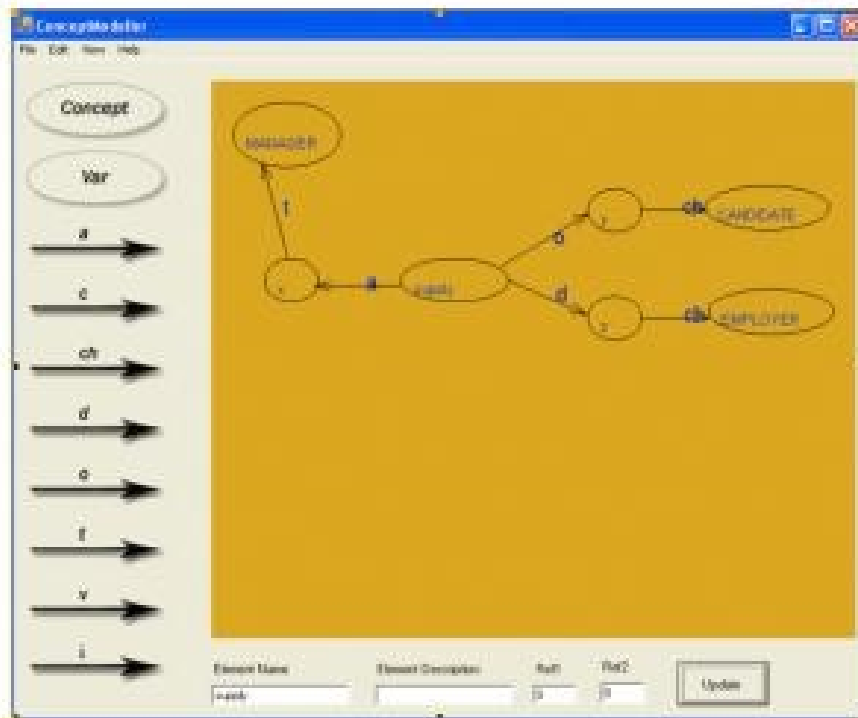 ConceptModeller
File Edit View Help
Concept
Var
a
c
ch
d
o
t
v
i
MANAGER
t
a
o
d
ch
CANDIDATE
ch
EMPLOYER
Element Name
Element Description
Ref1
Ref2
Update